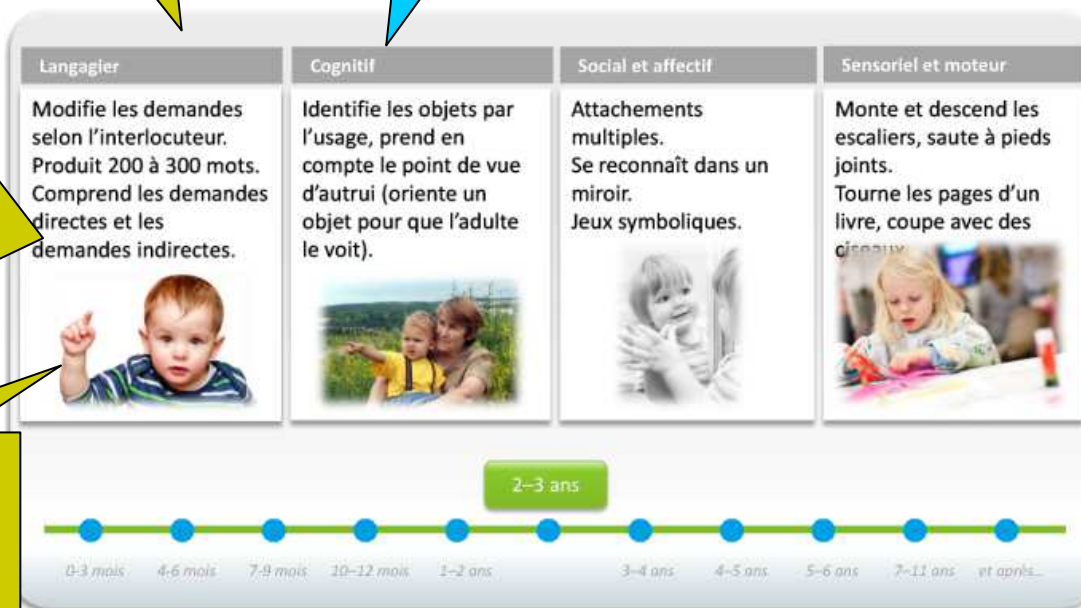 Langagier
Modifie les demandes
selon l'interlocuteur.
Produit 200 à 300 mots.
Comprend les demandes
directes et les
demandes indirectes.
Cognitif
Identifie les objets par
l'usage, prend en
compte le point de vue
d'autrui (oriente un
objet pour que l'adulte
le voit).
Social et affectif
Attachements
multiples.
Se reconnaît dans un
miroir.
Jeux symboliques.
Sensoriel et moteur
Monte et descend les
escaliers, saute à pieds
joints.
Tourne les pages d'un
livre, coupe avec des
ciseaux.
2–3 ans
0-3 mois 4-6 mois 7-9 mois 10–12 mois 1–2 ans 3–4 ans 4–5 ans 5–6 ans 7–11 ans et après...